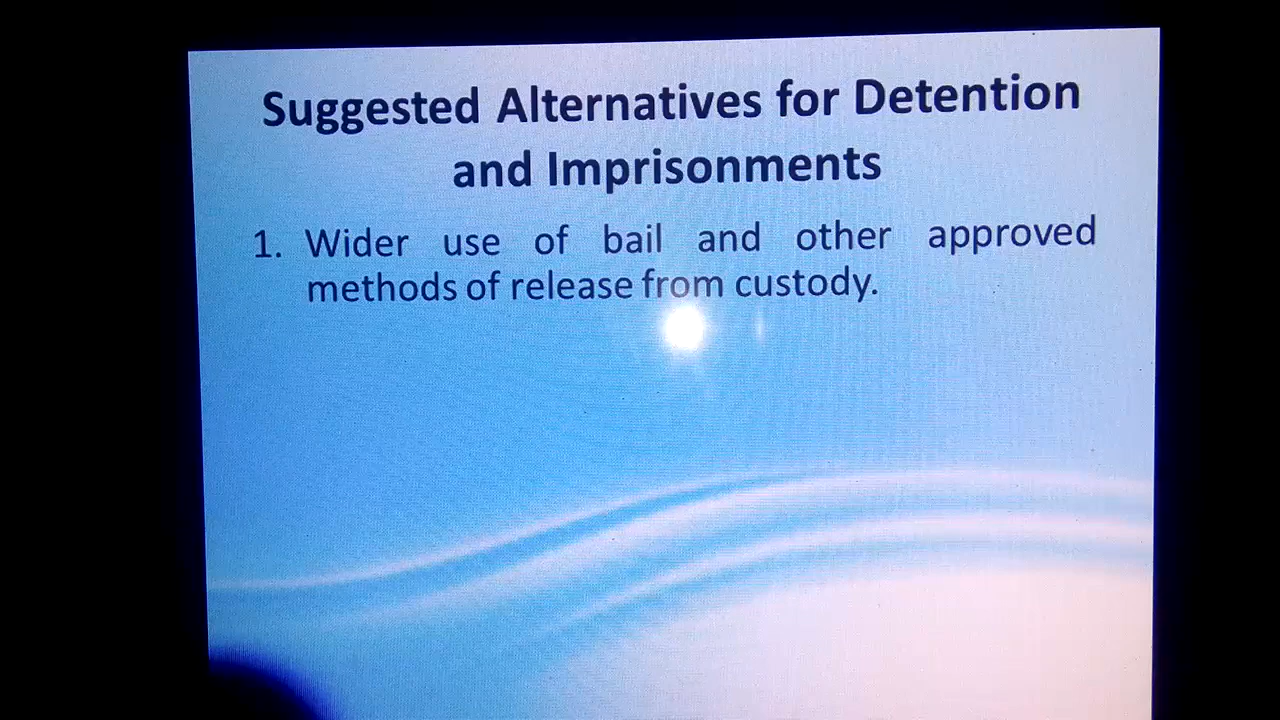 Suggested Alternatives for Detention
and Imprisonments
1. Wider use of bail and other approved
methods of release from custody.